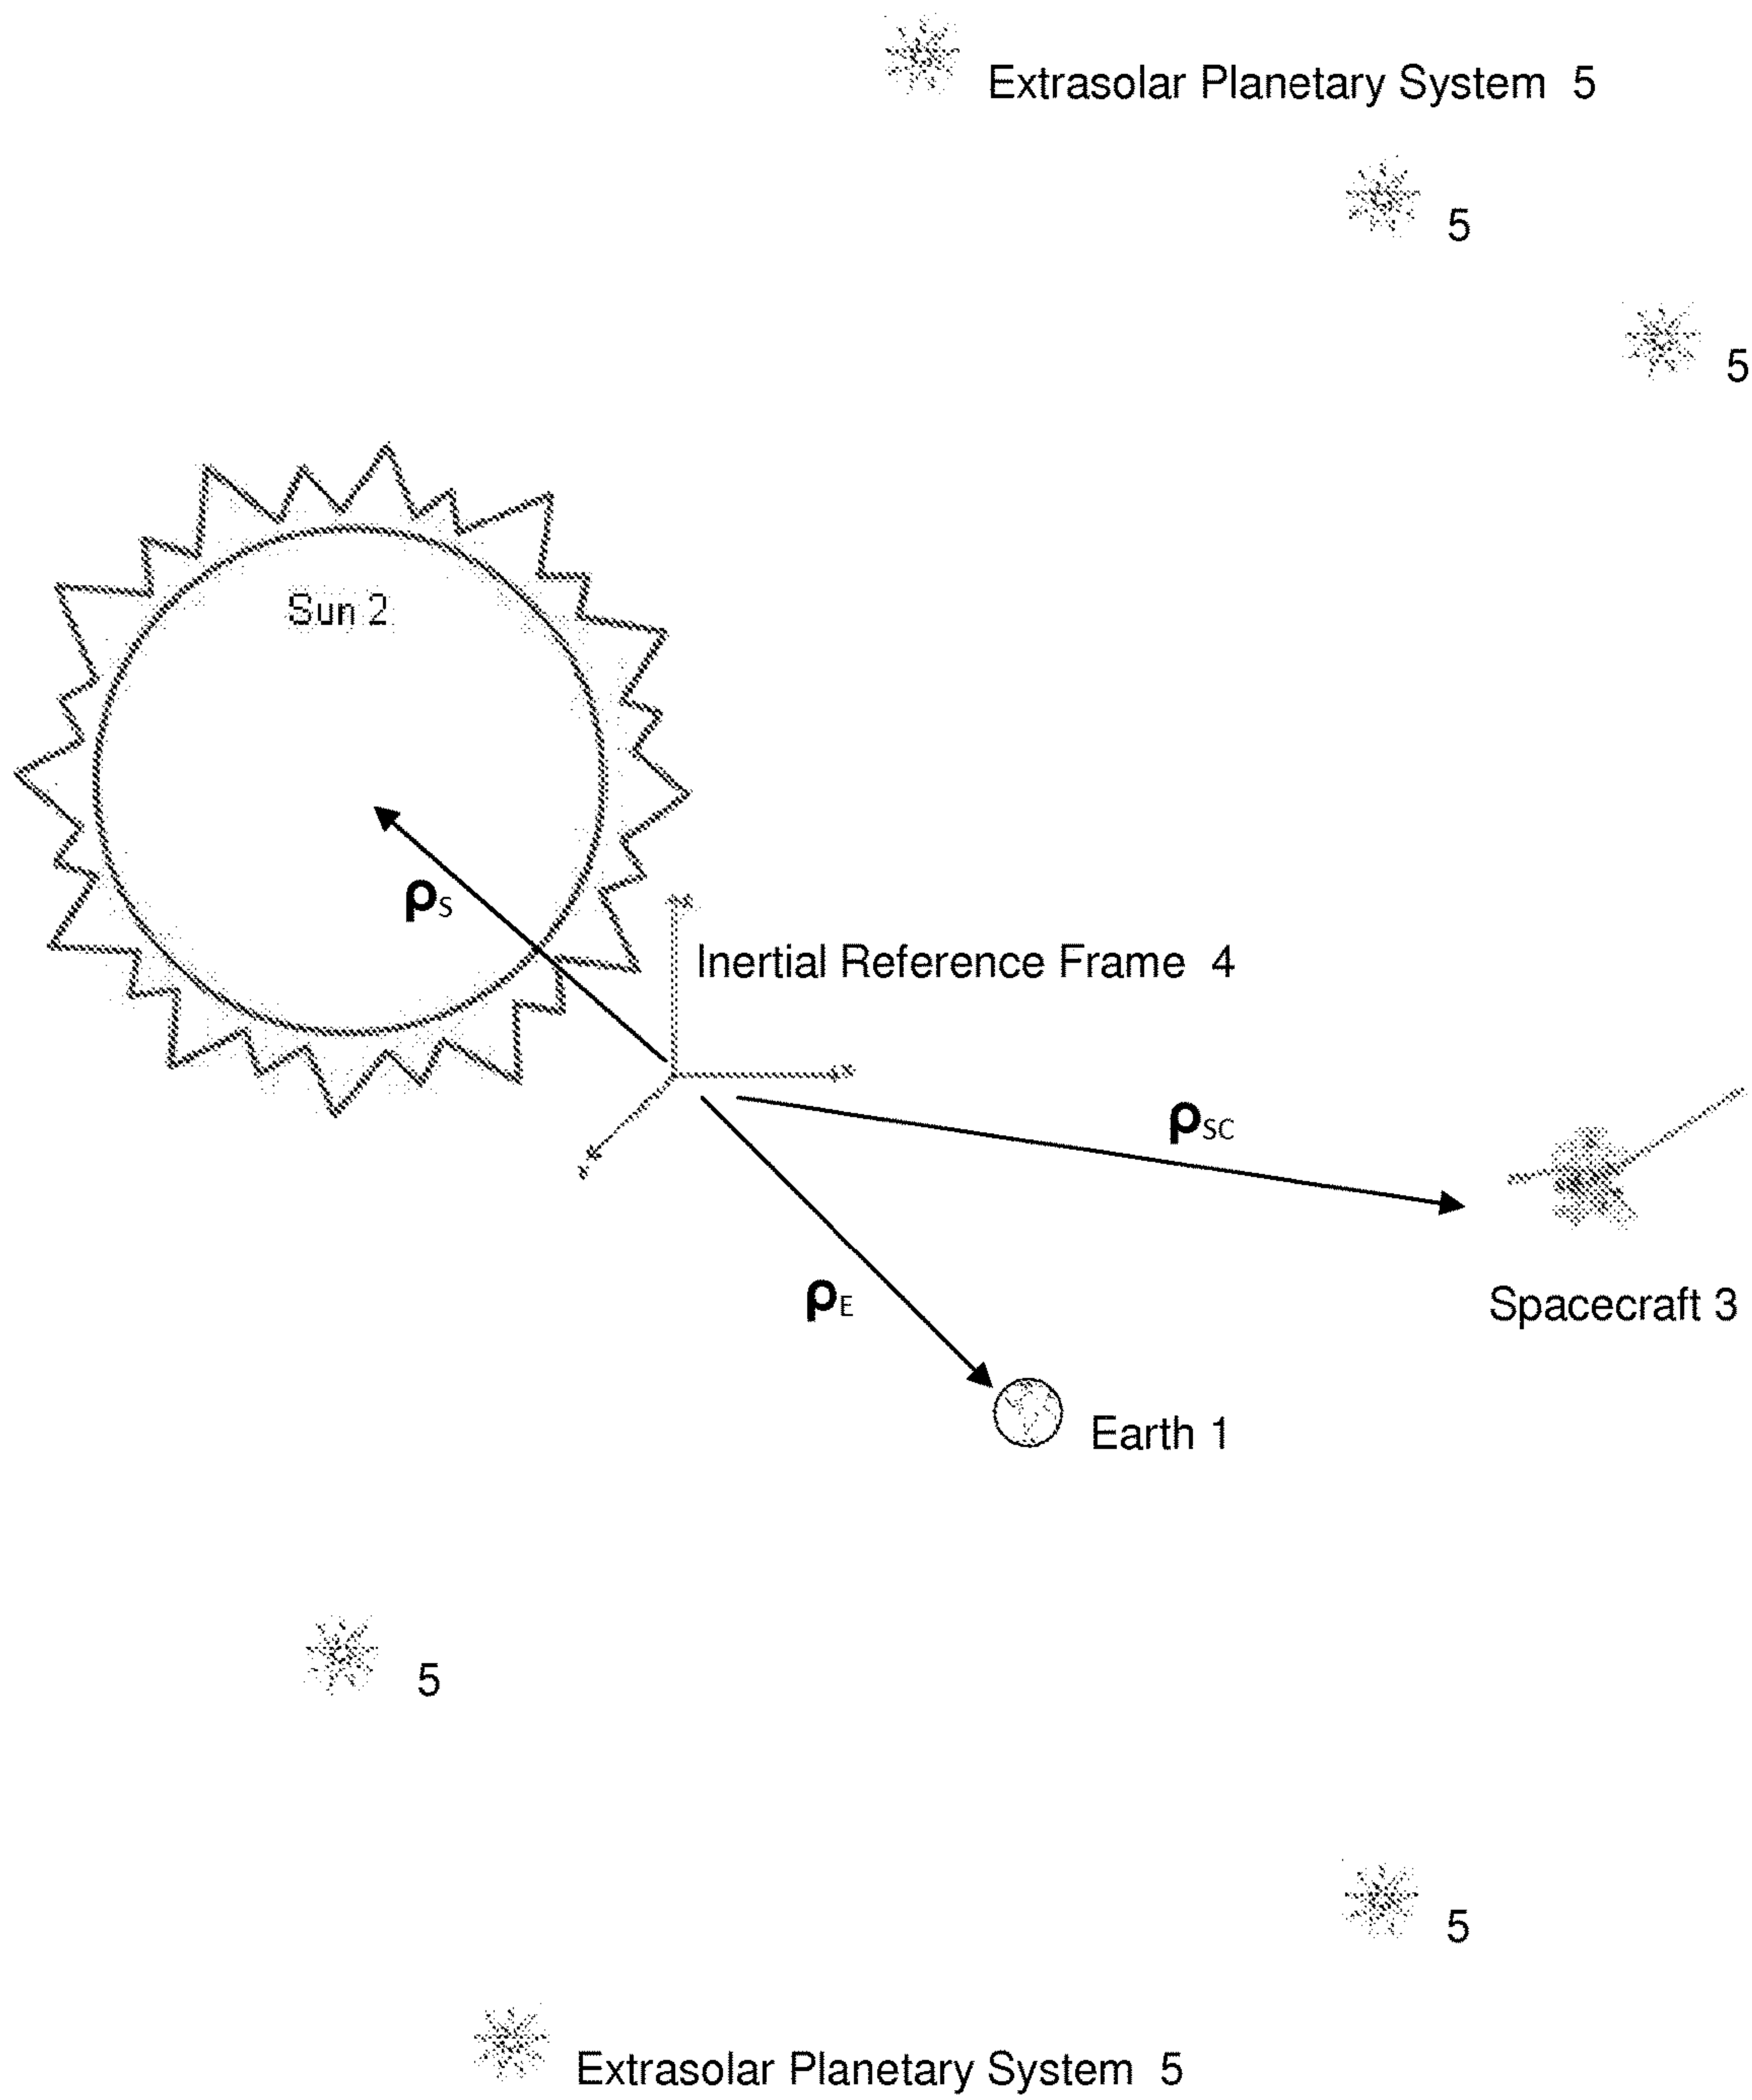 Extrasolar Planetary System 5
5
5
Sun 2
ρS
Inertial Reference Frame 4
ρSC
Spacecraft 3
ρE
Earth 1
5
5
Extrasolar Planetary System 5